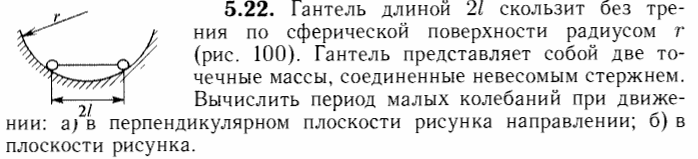 5.22. Гантель длиной 2l скользит без тре-
ния по сферической поверхности радиусом r
(рис. 100). Гантель представляет собой две то-
чечные массы, соединенные невесомым стержнем.
Вычислить период малых колебаний при движе-
нии: а) в перпендикулярном плоскости рисунка направлении; б) в
плоскости рисунка.
r
2l